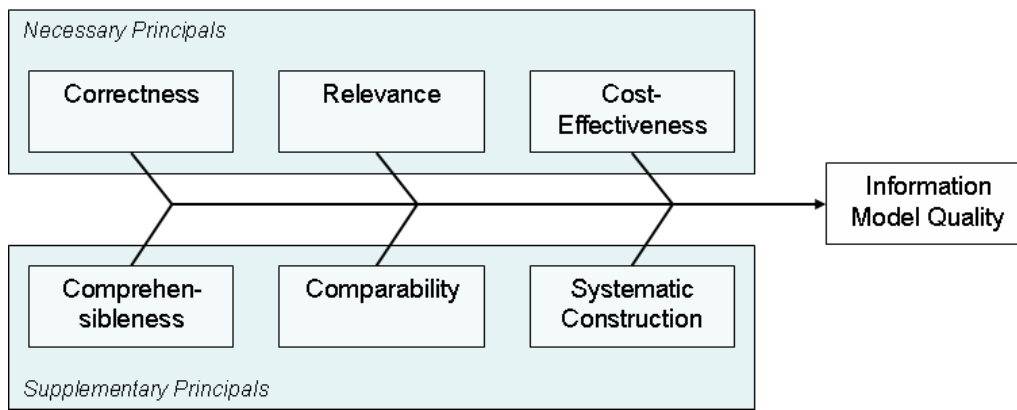 Necessary Principals
Correctness
Relevance
Cost-
Effectiveness
Information
Model Quality
Comprehen-
sibleness
Comparability
Systematic
Construction
Supplementary Principals